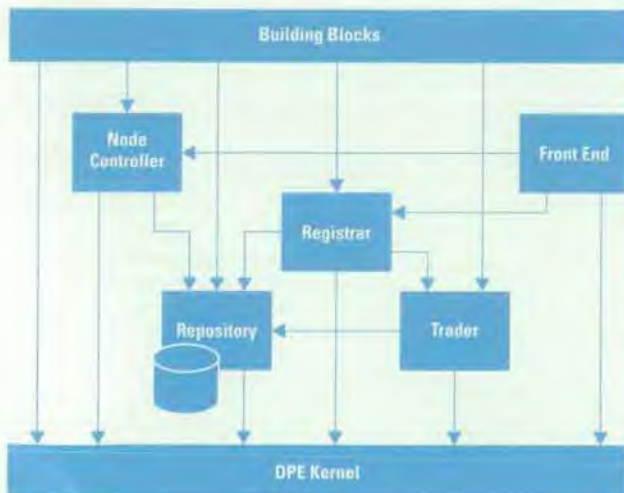 Building Blocks
Node
Controller
Front End
Registrar
Repository
Trader
DPE Kernel